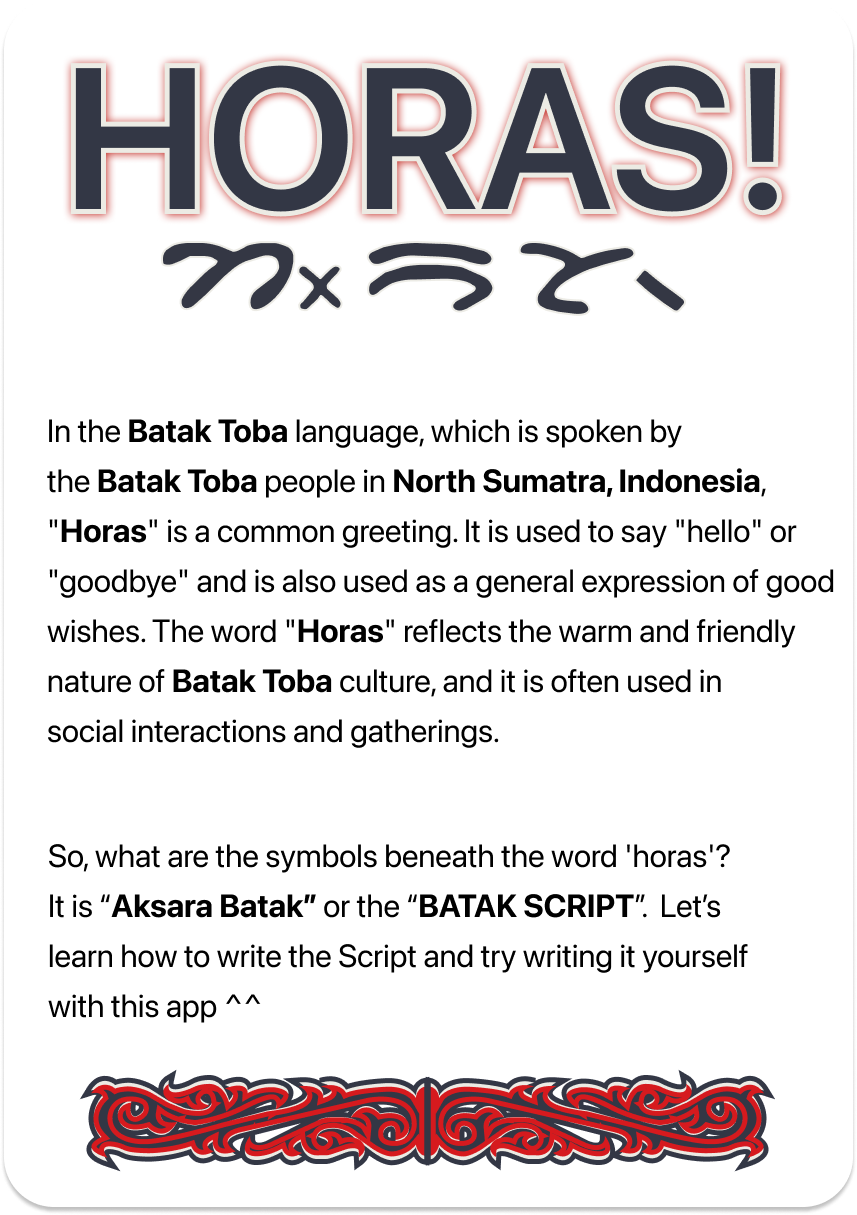 HORAS!
ᯂᯬᯒᯘ᯲
In the Batak Toba language, which is spoken by
the Batak Toba people in North Sumatra, Indonesia,
"Horas" is a common greeting. It is used to say "hello" or
"goodbye" and is also used as a general expression of good
wishes. The word "Horas" reflects the warm and friendly
nature of Batak Toba culture, and it is often used in
social interactions and gatherings.
So, what are the symbols beneath the word 'horas'?
It is “Aksara Batak” or the “BATAK SCRIPT”.  Let’s
learn how to write the Script and try writing it yourself
with this app ^^